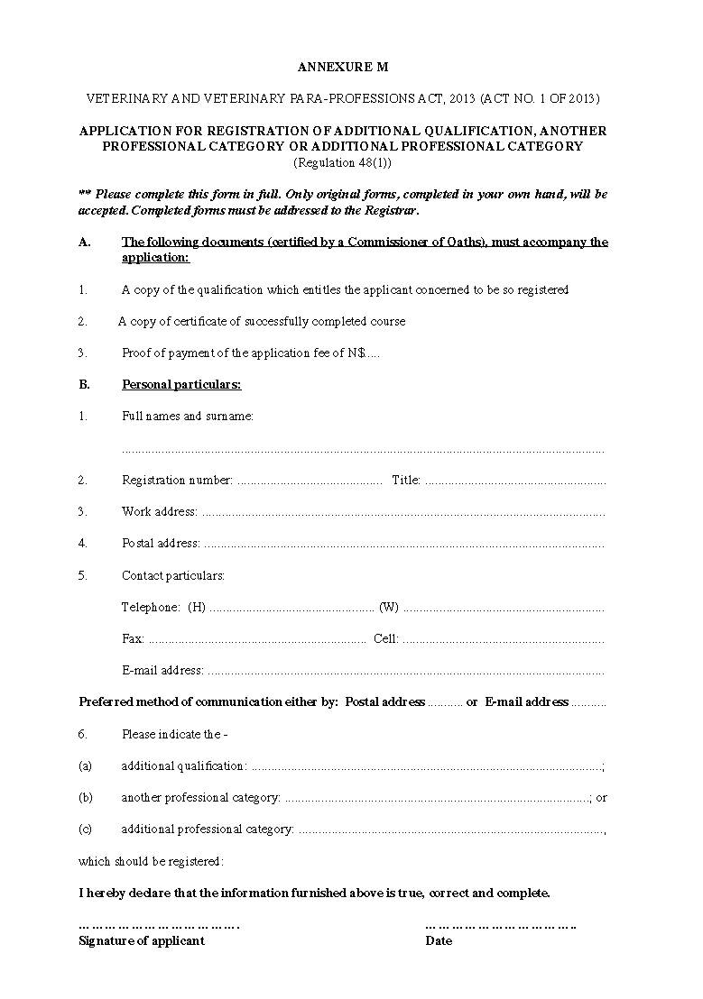 ANNEXURE M
VETERINARY AND VETERINARY PARA-PROFESSIONS ACT, 2013 (ACT NO. 1 OF 2013)
APPLICATION FOR REGISTRATION OF ADDITIONAL QUALIFICATION, ANOTHER
PROFESSIONAL CATEGORY OR ADDITIONAL PROFESSIONAL CATEGORY
(Regulation 48(1))
** Please complete this form in full. Only original forms, completed in your own hand, will be
accepted. Completed forms must be addressed to the Registrar.
A. The following documents (certified by a Commissioner of Oaths), must accompany the
application:
1. A copy of the qualification which entitles the applicant concerned to be so registered
2. A copy of certificate of successfully completed course
3. Proof of payment of the application fee of N$.....
B. Personal particulars:
1. Full names and surname:
....................................................................................................................................................
2. Registration number: ............................................ Title: .......................................................
3. Work address: ..........................................................................................................................
4. Postal address: .........................................................................................................................
5. Contact particulars:
Telephone: (H) .................................................. (W) .............................................................
Fax: .................................................................. Cell: .............................................................
E-mail address: ........................................................................................................................
Preferred method of communication either by: Postal address ........... or E-mail address ...........
6. Please indicate the -
(a) additional qualification: ..........................................................................................................;
(b) another professional category: ............................................................................................; or
(c) additional professional category: ............................................................................................,
which should be registered:
I hereby declare that the information furnished above is true, correct and complete.
………………………………. ……………………………..
Signature of applicant Date